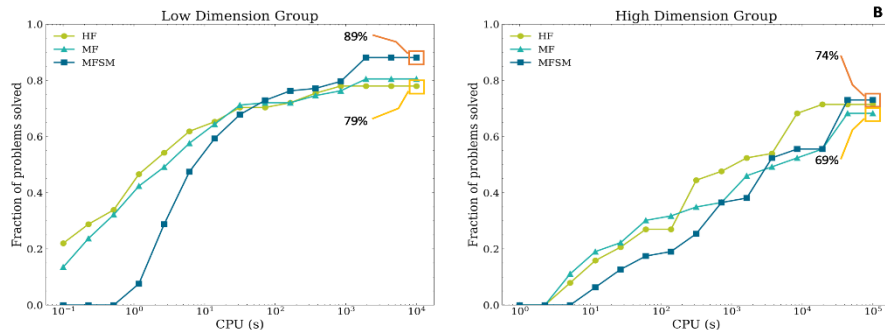 Low Dimension Group
High Dimension Group
B
HF
MF
MFSM
89%
79%
HF
MF
MFSM
74%
69%
Fraction of problems solved
1.0
0.8
0.6
0.4
0.2
0.0
10⁻¹ 10⁰ 10¹ 10² 10³ 10⁴
CPU (s)
Fraction of problems solved
1.0
0.8
0.6
0.4
0.2
0.0
10⁰ 10¹ 10² 10³ 10⁴ 10⁵
CPU (s)